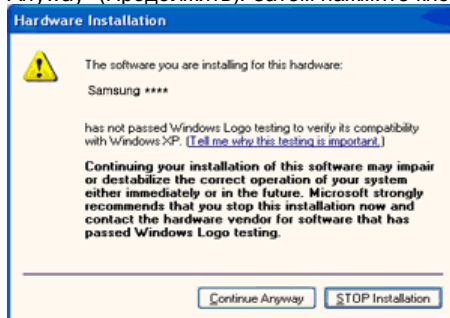 Hardware Installation
The software you are installing for this hardware:
Samsung ****
has not passed Windows Logo testing to verify its compatibility
with Windows XP. (Tell me why this testing is important.)
Continuing your installation of this software may impair
or destabilize the correct operation of your system
either immediately or in the future. Microsoft strongly
recommends that you stop this installation now and
contact the hardware vendor for software that has
passed Windows Logo testing.
Continue Anyway STOP Installation